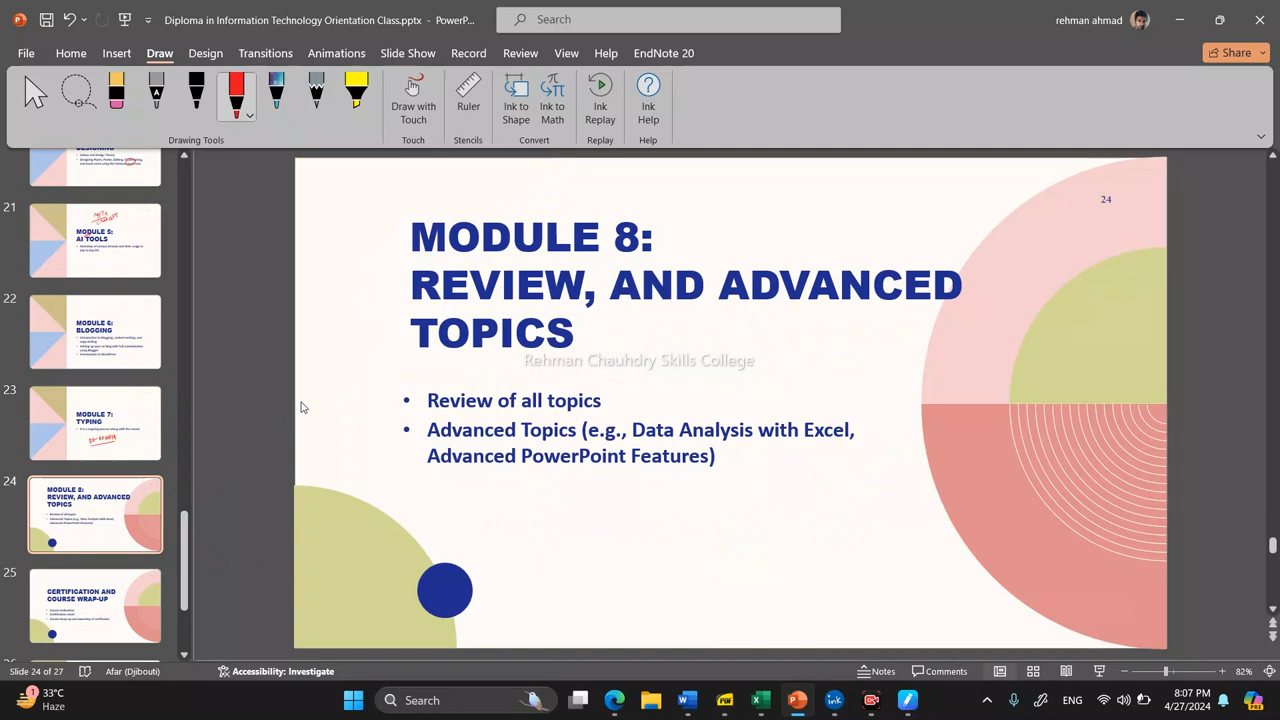 Diploma in Information Technology Orientation Class.pptx - PowerP...
Search
rehman ahmad
File Home Insert Draw Design Transitions Animations Slide Show Record Review View Help EndNote 20
Share
Draw with Touch
Ruler
Ink to Shape
Ink to Math
Ink Replay
Ink Help
Drawing Tools
Touch
Stencils
Convert
Replay
Help
21
MODULE 5:
AI TOOLS
22
MODULE 6:
BLOGGING
23
MODULE 7:
TYPING
24
MODULE 8:
REVIEW, AND ADVANCED
TOPICS
25
CERTIFICATION AND
COURSE WRAP-UP
24
MODULE 8:
REVIEW, AND ADVANCED
TOPICS
Rehman Chauhdry Skills College
• Review of all topics
• Advanced Topics (e.g., Data Analysis with Excel,
Advanced PowerPoint Features)
Slide 24 of 27
Afar (Djibouti)
Accessibility: Investigate
Notes
Comments
82%
33°C
Haze
Search
ENG
8:07 PM
4/27/2024